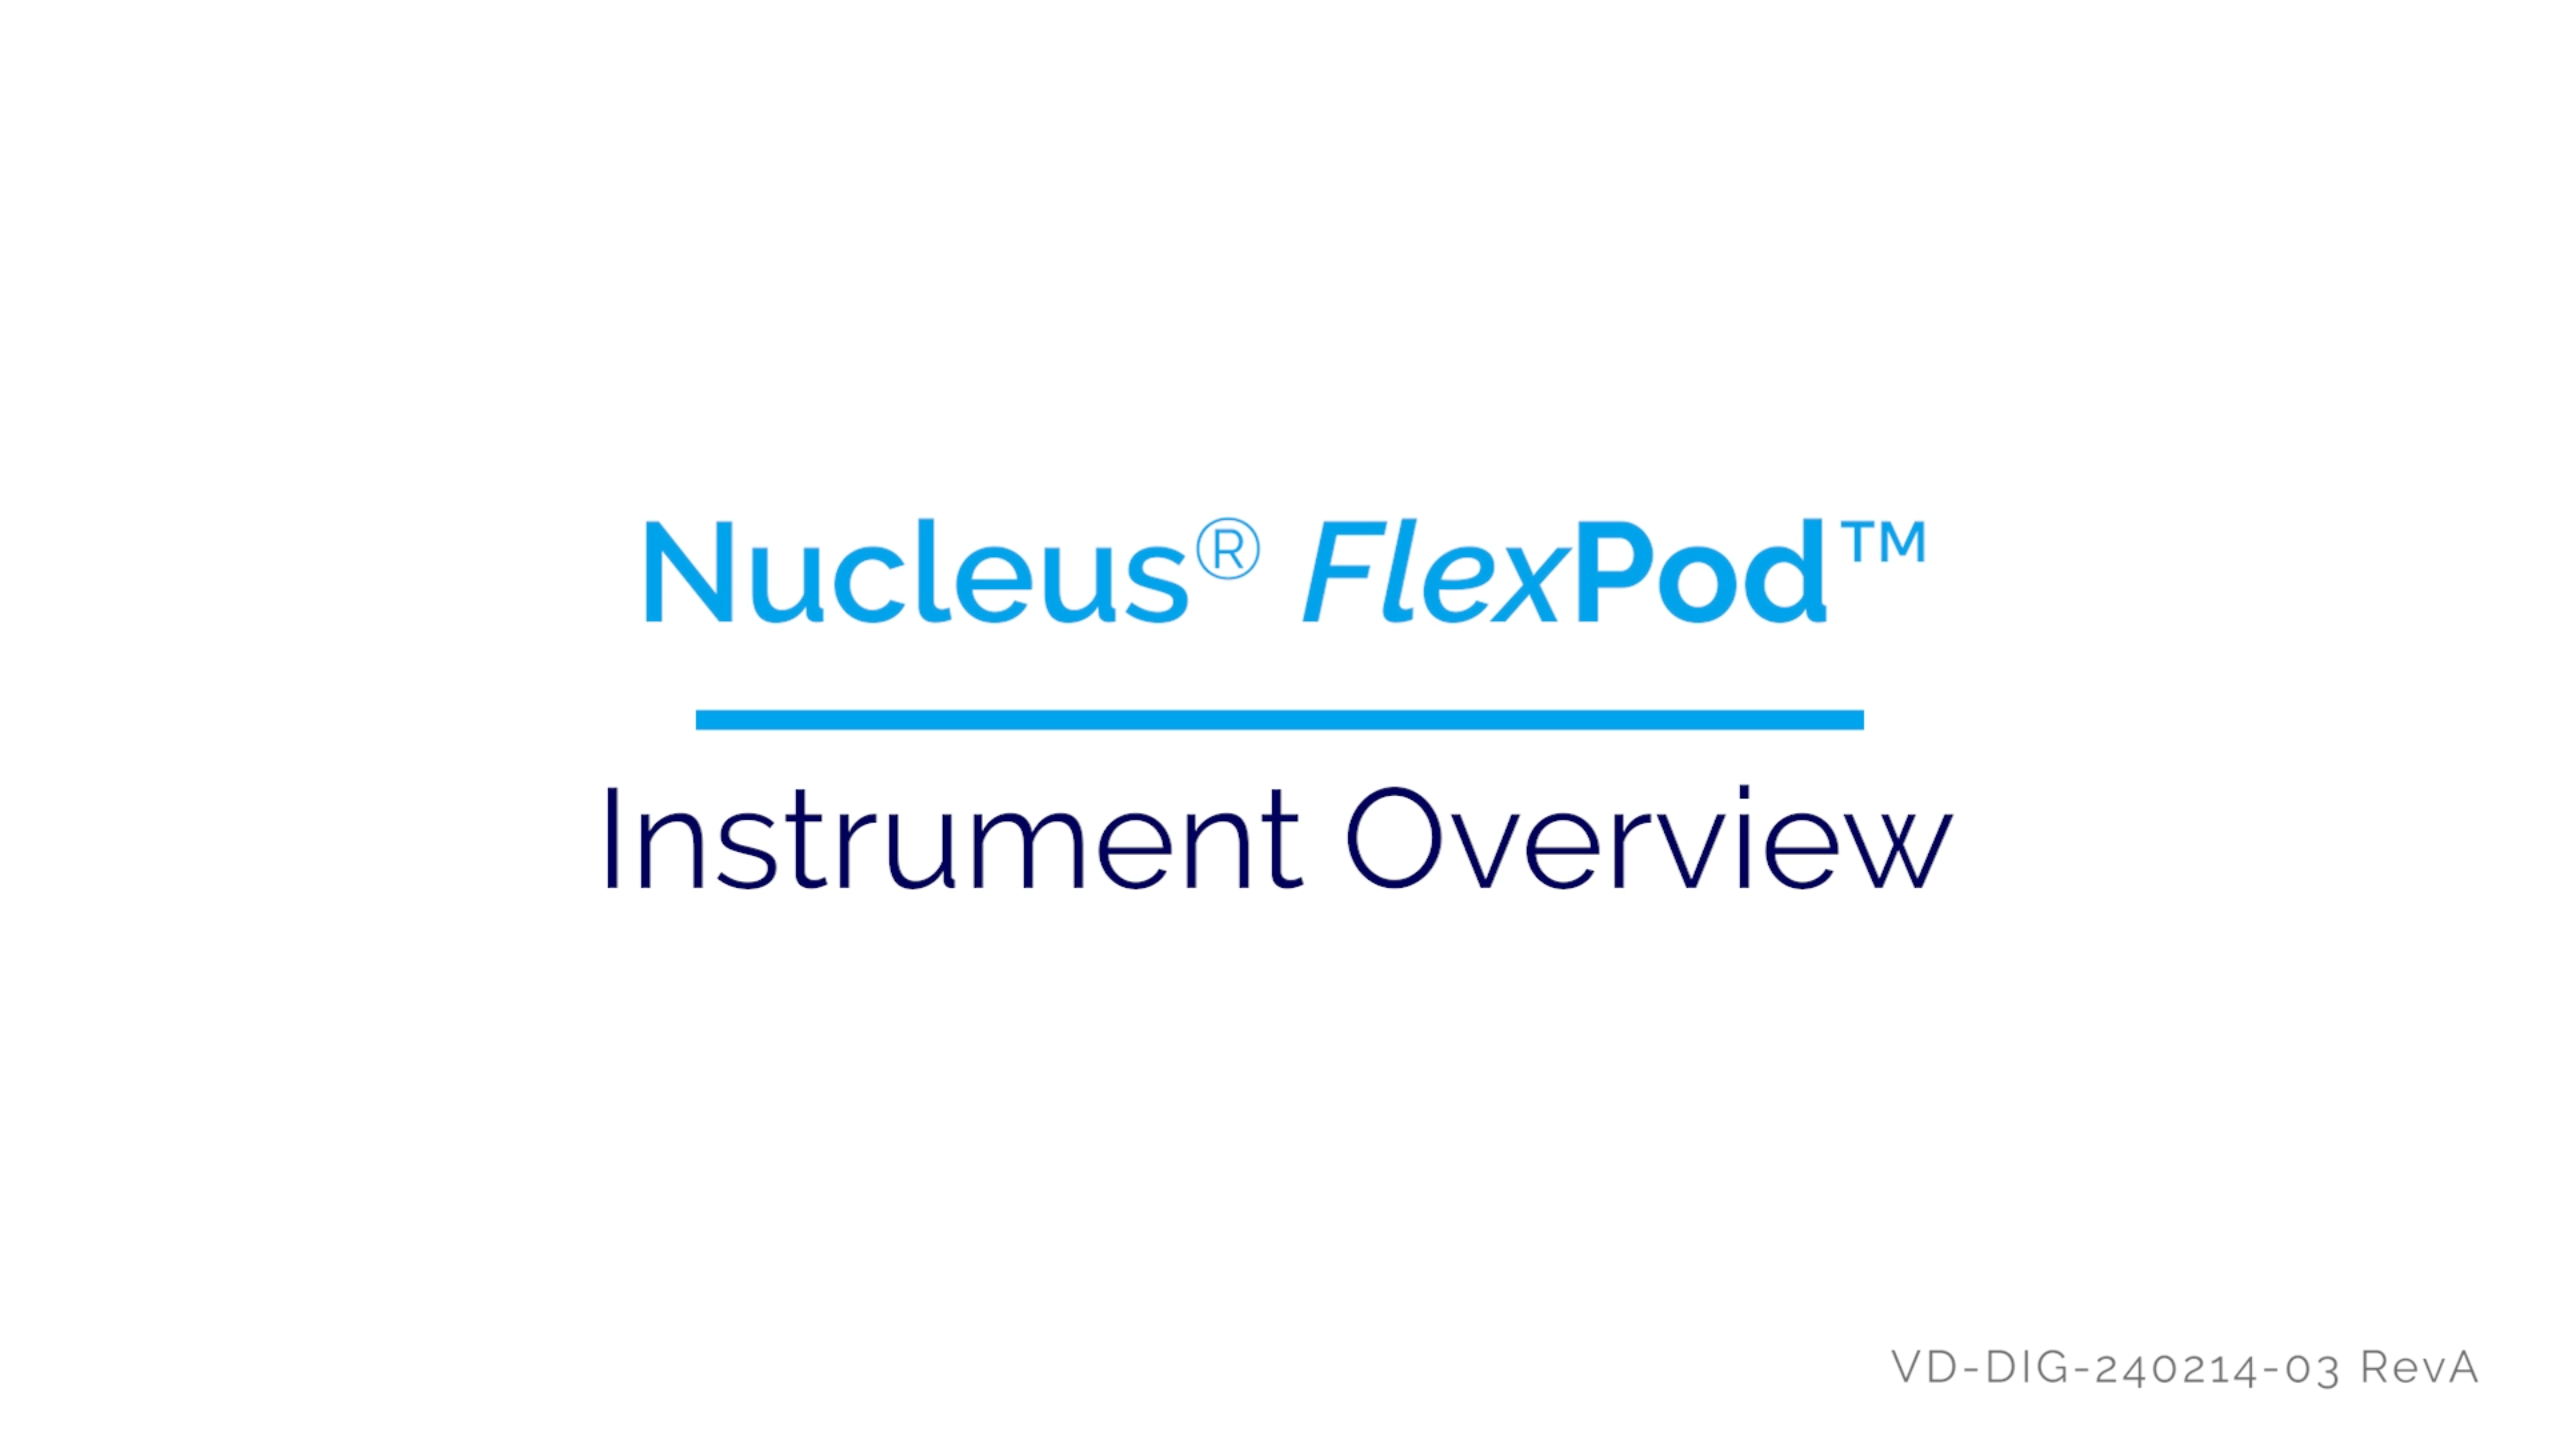 Nucleus® FlexPod™
Instrument Overview
VD-DIG-240214-03 RevA